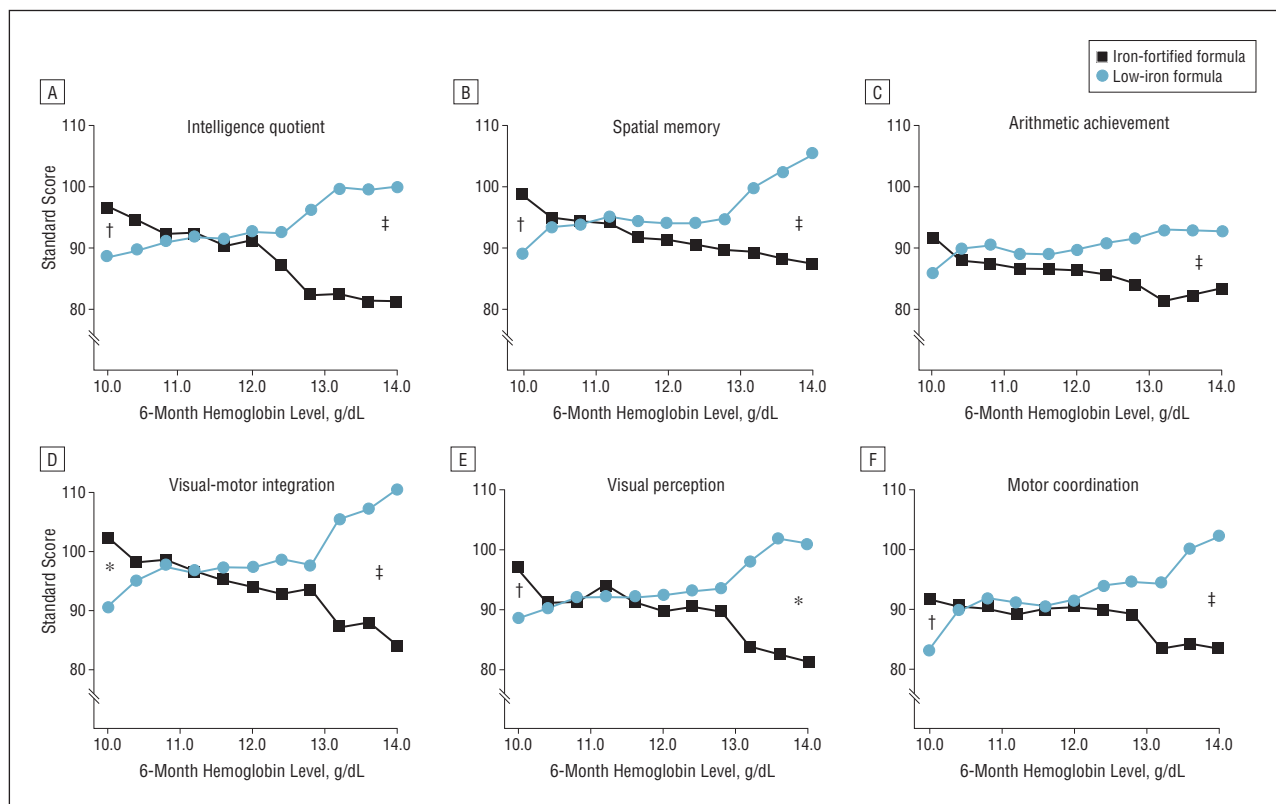 Iron-fortified formula
Low-iron formula
A
Intelligence quotient
Standard Score
110
100
90
80
†
‡
10.0 11.0 12.0 13.0 14.0
6-Month Hemoglobin Level, g/dL
B
Spatial memory
110
100
90
80
†
‡
10.0 11.0 12.0 13.0 14.0
6-Month Hemoglobin Level, g/dL
C
Arithmetic achievement
110
100
90
80
‡
10.0 11.0 12.0 13.0 14.0
6-Month Hemoglobin Level, g/dL
D
Visual-motor integration
Standard Score
110
100
90
80
*
‡
10.0 11.0 12.0 13.0 14.0
6-Month Hemoglobin Level, g/dL
E
Visual perception
110
100
90
80
†
*
10.0 11.0 12.0 13.0 14.0
6-Month Hemoglobin Level, g/dL
F
Motor coordination
110
100
90
80
†
‡
10.0 11.0 12.0 13.0 14.0
6-Month Hemoglobin Level, g/dL